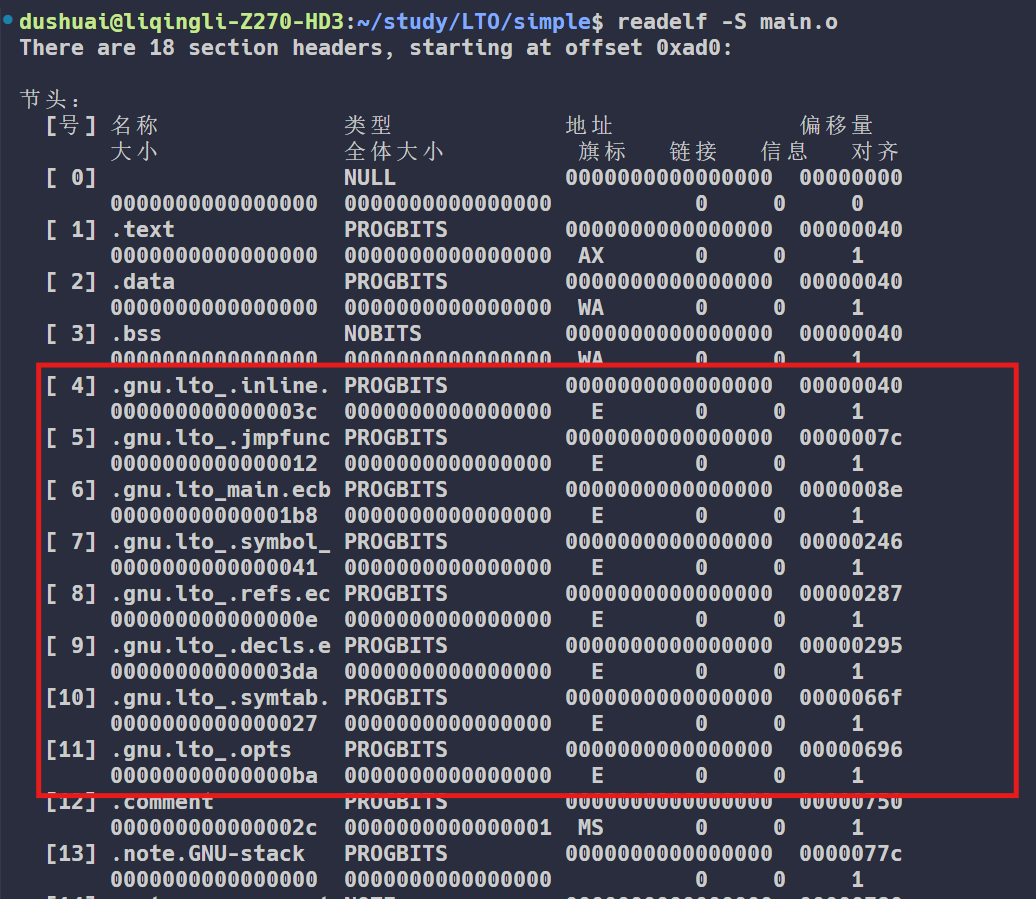 dushuai@liqingli-Z270-HD3:~/study/LTO/simple$ readelf -S main.o
There are 18 section headers, starting at offset 0xad0:
节头：
[号] 名称 类型 地址 偏移量
大小 全体大小 旗标 链接 信息 对齐
[ 0] NULL 0000000000000000 00000000
0000000000000000 0000000000000000 0 0 0
[ 1] .text PROGBITS 0000000000000000 00000040
0000000000000000 0000000000000000 AX 0 0 1
[ 2] .data PROGBITS 0000000000000000 00000040
0000000000000000 0000000000000000 WA 0 0 1
[ 3] .bss NOBITS 0000000000000000 00000040
0000000000000000 0000000000000000 WA 0 0 1
[ 4] .gnu.lto_.inline. PROGBITS 0000000000000000 00000040
000000000000003c 0000000000000000 E 0 0 1
[ 5] .gnu.lto_.jmpfunc PROGBITS 0000000000000000 0000007c
0000000000000012 0000000000000000 E 0 0 1
[ 6] .gnu.lto_main.ecb PROGBITS 0000000000000000 0000008e
00000000000001b8 0000000000000000 E 0 0 1
[ 7] .gnu.lto_.symbol_ PROGBITS 0000000000000000 00000246
0000000000000041 0000000000000000 E 0 0 1
[ 8] .gnu.lto_.refs.ec PROGBITS 0000000000000000 00000287
000000000000000e 0000000000000000 E 0 0 1
[ 9] .gnu.lto_.decls.e PROGBITS 0000000000000000 00000295
00000000000003da 0000000000000000 E 0 0 1
[10] .gnu.lto_.symtab. PROGBITS 0000000000000000 0000066f
0000000000000027 0000000000000000 E 0 0 1
[11] .gnu.lto_.opts PROGBITS 0000000000000000 00000696
00000000000000ba 0000000000000000 E 0 0 1
[12] .comment PROGBITS 0000000000000000 00000750
000000000000002c 0000000000000001 MS 0 0 1
[13] .note.GNU-stack PROGBITS 0000000000000000 0000077c
0000000000000000 0000000000000000 0 0 1